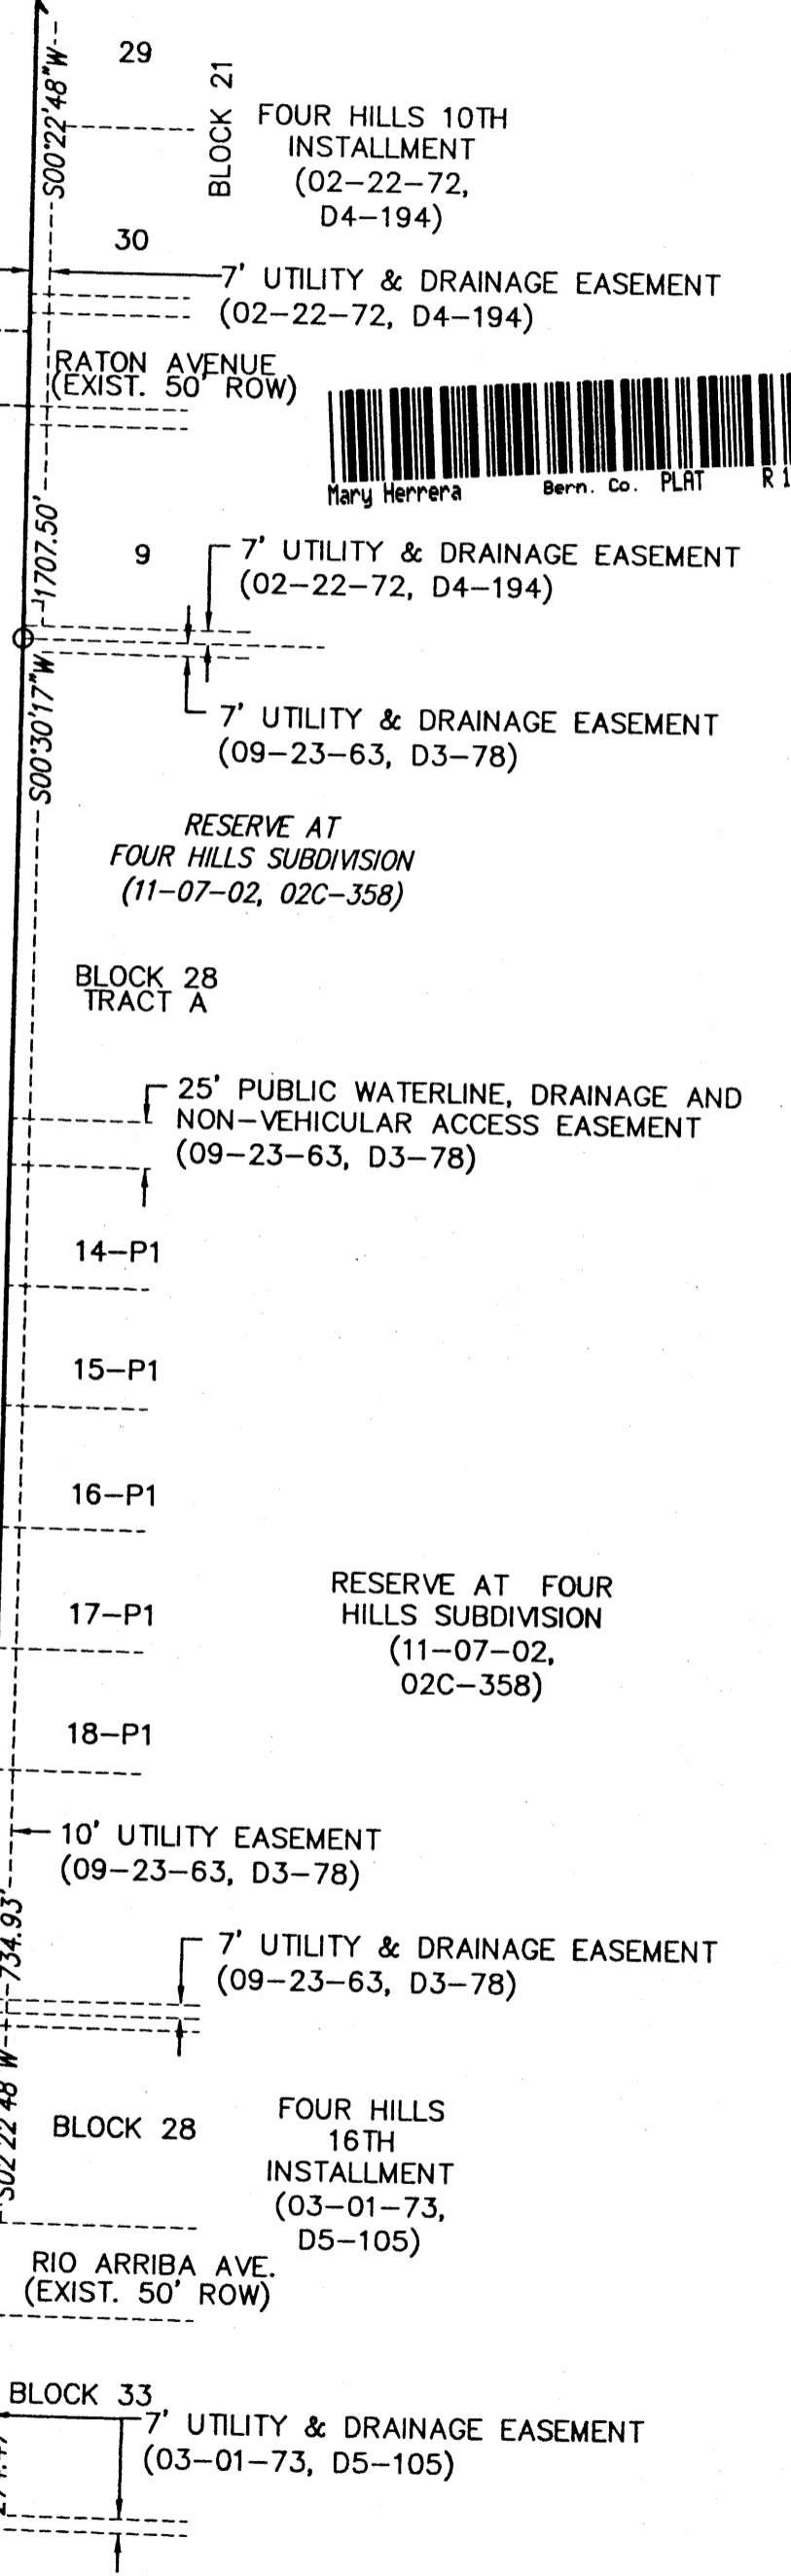 29
S00°22'48"W
BLOCK 21
FOUR HILLS 10TH
INSTALLMENT
(02-22-72,
D4-194)
30
7' UTILITY & DRAINAGE EASEMENT
(02-22-72, D4-194)
RATON AVENUE
(EXIST. 50' ROW)
Mary Herrera Bern. Co. PLAT R 1
1707.50'
9
7' UTILITY & DRAINAGE EASEMENT
(02-22-72, D4-194)
S00°30'17"W
7' UTILITY & DRAINAGE EASEMENT
(09-23-63, D3-78)
RESERVE AT
FOUR HILLS SUBDIVISION
(11-07-02, 02C-358)
BLOCK 28
TRACT A
25' PUBLIC WATERLINE, DRAINAGE AND
NON-VEHICULAR ACCESS EASEMENT
(09-23-63, D3-78)
14-P1
15-P1
16-P1
17-P1
RESERVE AT FOUR
HILLS SUBDIVISION
(11-07-02,
02C-358)
18-P1
10' UTILITY EASEMENT
(09-23-63, D3-78)
734.93'
7' UTILITY & DRAINAGE EASEMENT
(09-23-63, D3-78)
S02°22'48"W
BLOCK 28
FOUR HILLS
16TH
INSTALLMENT
(03-01-73,
D5-105)
RIO ARRIBA AVE.
(EXIST. 50' ROW)
BLOCK 33
7' UTILITY & DRAINAGE EASEMENT
(03-01-73, D5-105)